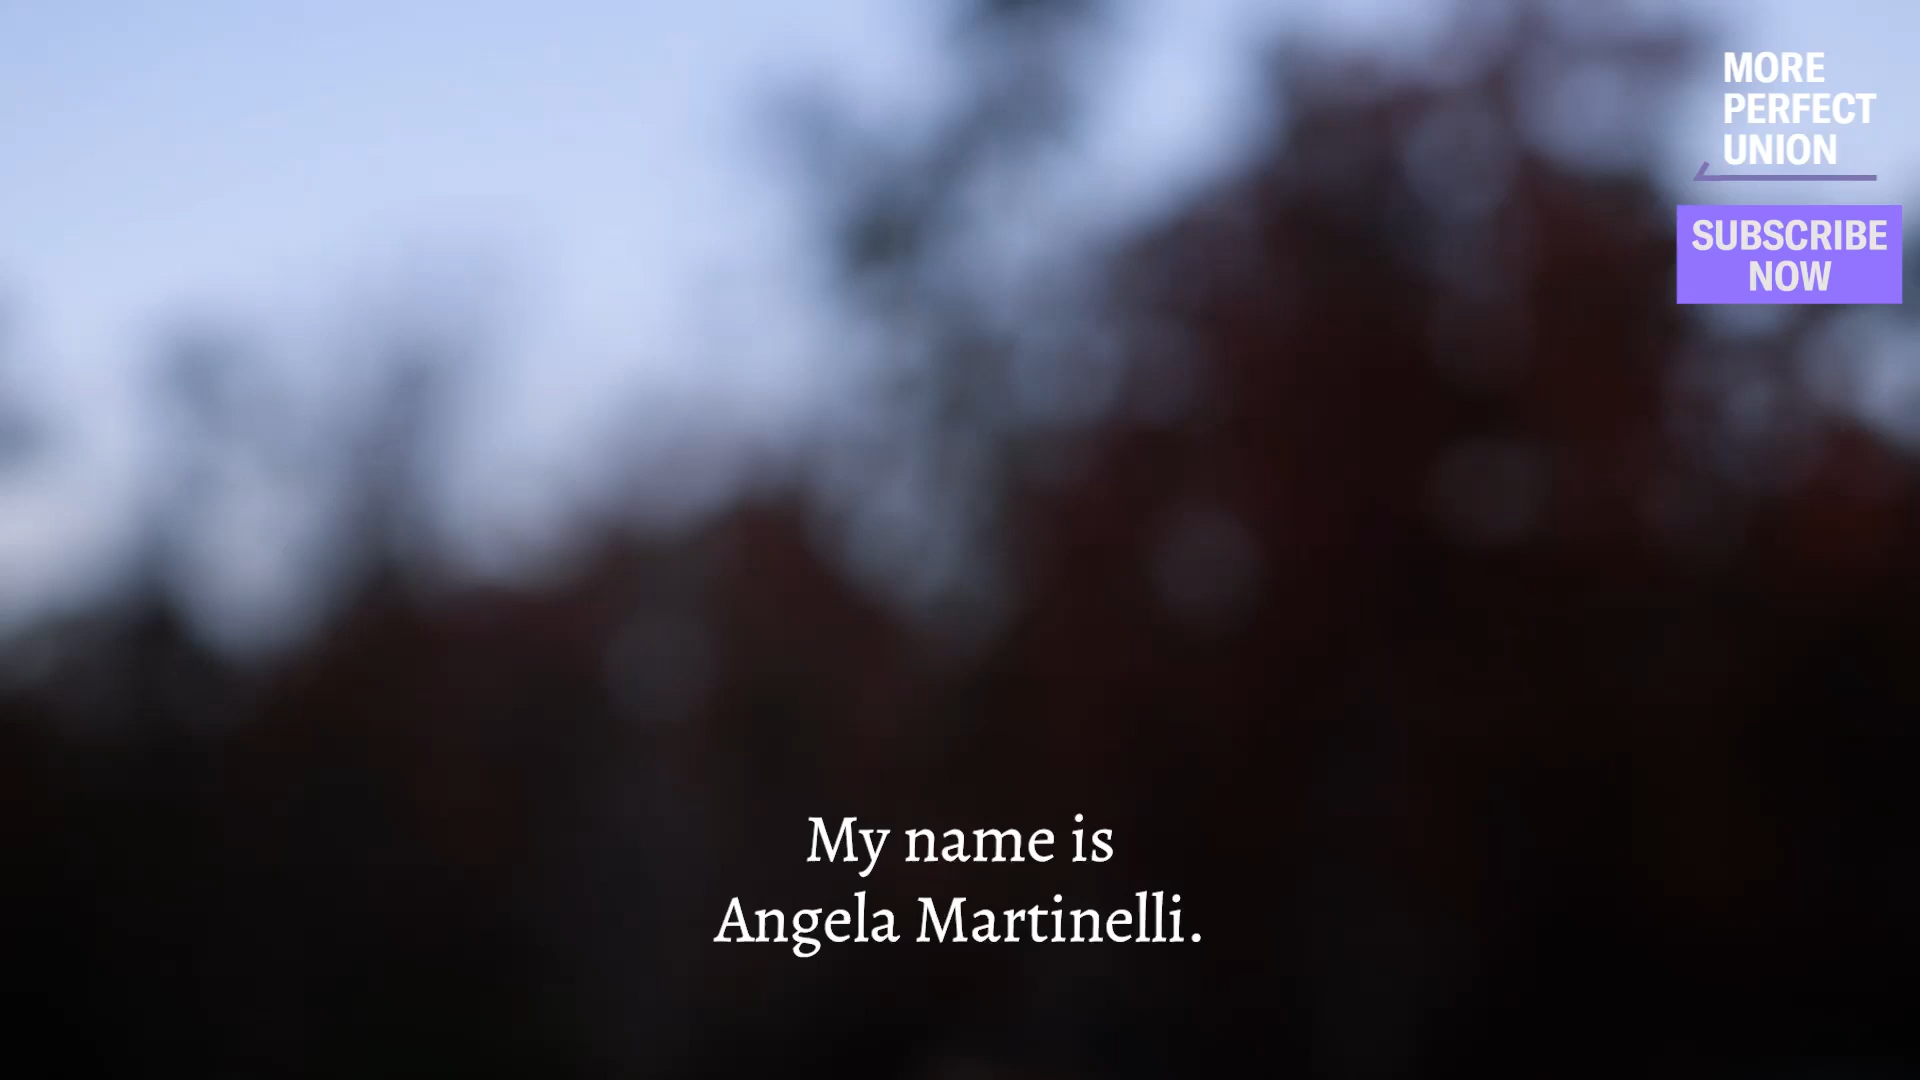 MORE
PERFECT
UNION
SUBSCRIBE
NOW
My name is
Angela Martinelli.